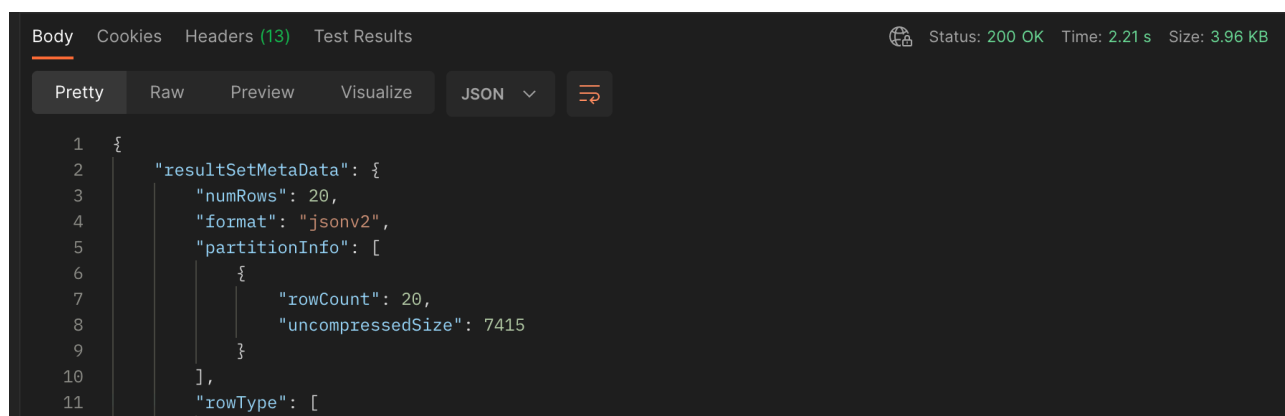 Body Cookies Headers (13) Test Results Status: 200 OK Time: 2.21 s Size: 3.96 KB
Pretty Raw Preview Visualize JSON
1 {
2 "resultSetMetaData": {
3 "numRows": 20,
4 "format": "jsonv2",
5 "partitionInfo": [
6 {
7 "rowCount": 20,
8 "uncompressedSize": 7415
9 }
10 ],
11 "rowType": [